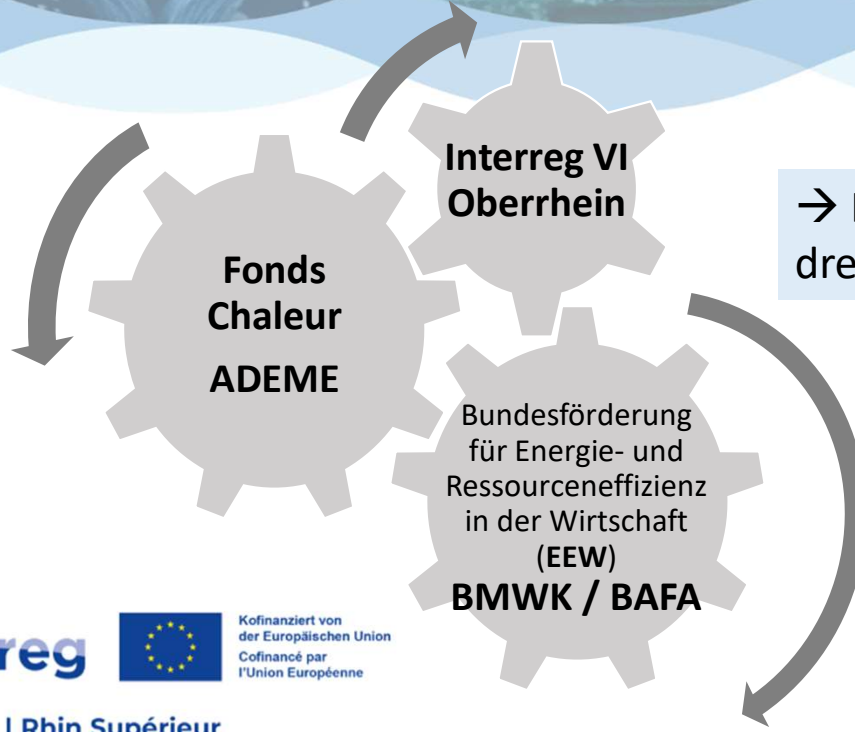 Interreg VI
Oberrhein
→
dre
Fonds
Chaleur
ADEME
Bundesförderung
für Energie- und
Ressourceneffizienz
in der Wirtschaft
(EEW)
BMWK / BAFA
reg
Kofinanziert von
der Europäischen Union
Cofinancé par
l'Union Européenne
| Rhin Supérieur